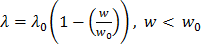 λ = λ₀(1 − (w/w₀)), w < w₀